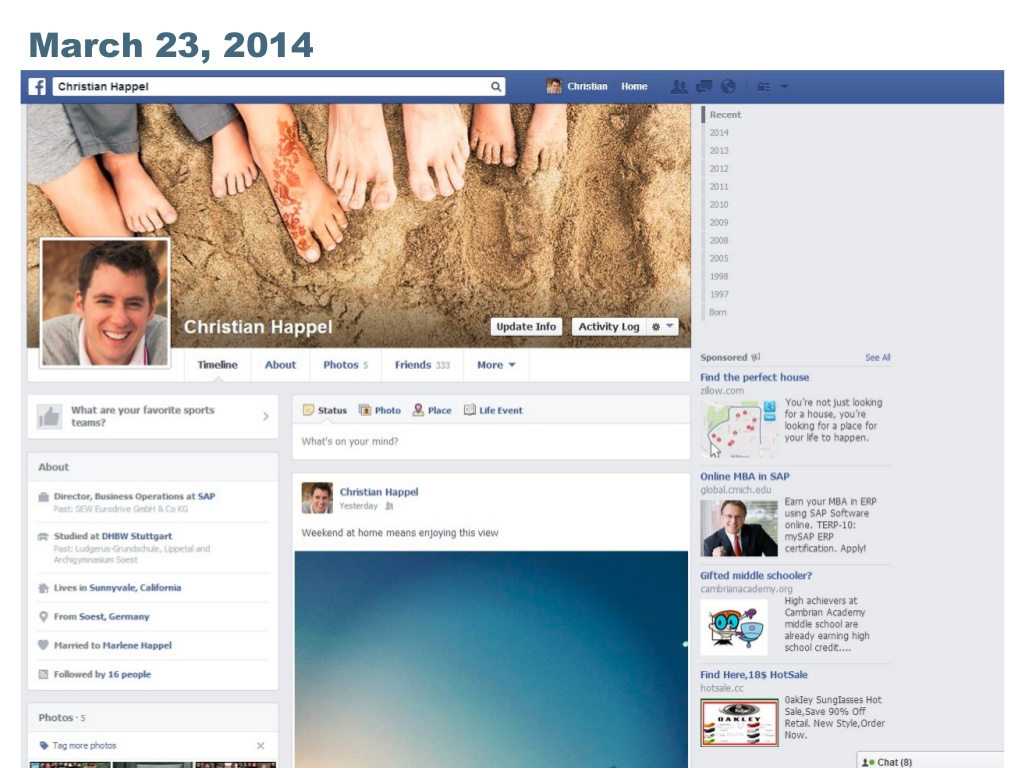 March 23, 2014
Christian Happel
Christian Home
Recent
2014
2013
2012
2011
2010
2009
2008
2005
1998
1997
Born
Christian Happel
Update Info Activity Log
Timeline About Photos 5 Friends 333 More
What are your favorite sports
teams?
About
Director, Business Operations at SAP
Past: SEW Eurodrive GmbH & Co KG
Studied at DHBW Stuttgart
Past: Ludgerus-Grundschule, Lippetal and
Archigymnasium Soest
Lives in Sunnyvale, California
From Soest, Germany
Married to Marlene Happel
Followed by 16 people
Photos · 5
Tag more photos
Status Photo Place Life Event
What's on your mind?
Christian Happel
Yesterday
Weekend at home means enjoying this view
Sponsored See All
Find the perfect house
zillow.com
You're not just looking
for a house, you're
looking for a place for
your life to happen.
Online MBA in SAP
global.cmich.edu
Earn your MBA in ERP
using SAP Software
online. TERP-10:
mySAP ERP
certification. Apply!
Gifted middle schooler?
cambrianacademy.org
High achievers at
Cambrian Academy
middle school are
already earning high
school credit....
Find Here,18$ HotSale
hotsale.cc
OAKLEY
0akIey SungIasses Hot
Sale,Save 90% Off
Retail. New Style,Order
Now.
Chat (8)